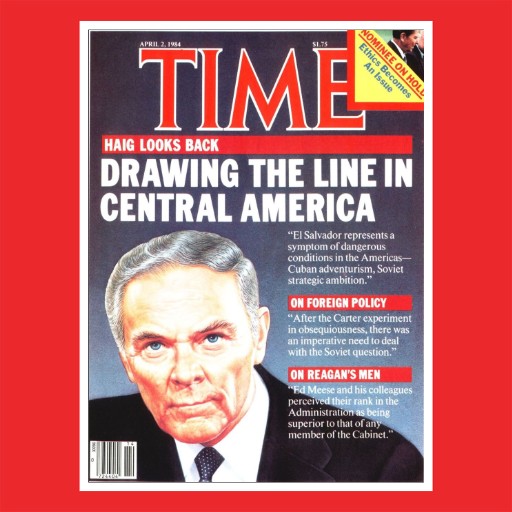 APRIL 2, 1984
$1.75
TIME
NOMINEE ON HOLD
Ethics Becomes
An Issue
HAIG LOOKS BACK
DRAWING THE LINE IN
CENTRAL AMERICA
“El Salvador represents a
symptom of dangerous
conditions in the Americas—
Cuban adventurism, Soviet
strategic ambition.”
ON FOREIGN POLICY
“After the Carter experiment
in obsequiousness, there was
an imperative need to deal
with the Soviet question.”
ON REAGAN'S MEN
“Ed Meese and his colleagues
perceived their rank in the
Administration as being
superior to that of any
member of the Cabinet.”